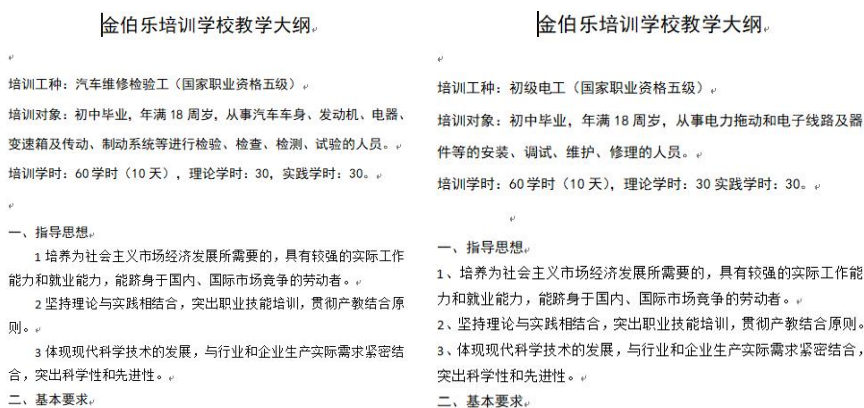 金伯乐培训学校教学大纲
培训工种：汽车维修检验工（国家职业资格五级）
培训对象：初中毕业，年满 18 周岁，从事汽车车身、发动机、电器、
变速箱及传动、制动系统等进行检验、检查、检测、试验的人员。
培训学时：60 学时（10 天），理论学时：30，实践学时：30。
一、指导思想
1 培养为社会主义市场经济发展所需要的，具有较强的实际工作
能力和就业能力，能跻身于国内、国际市场竞争的劳动者。
2 坚持理论与实践相结合，突出职业技能培训，贯彻产教结合原
则。
3 体现现代科学技术的发展，与行业和企业生产实际需求紧密结
合，突出科学性和先进性。
二、基本要求
金伯乐培训学校教学大纲
培训工种：初级电工（国家职业资格五级）
培训对象：初中毕业，年满 18 周岁，从事电力拖动和电子线路及器
件等的安装、调试、维护、修理的人员。
培训学时：60 学时（10 天），理论学时：30 实践学时：30。
一、指导思想
1、培养为社会主义市场经济发展所需要的，具有较强的实际工作能
力和就业能力，能跻身于国内、国际市场竞争的劳动者。
2、坚持理论与实践相结合，突出职业技能培训，贯彻产教结合原则。
3、体现现代科学技术的发展，与行业和企业生产实际需求紧密结合，
突出科学性和先进性。
二、基本要求